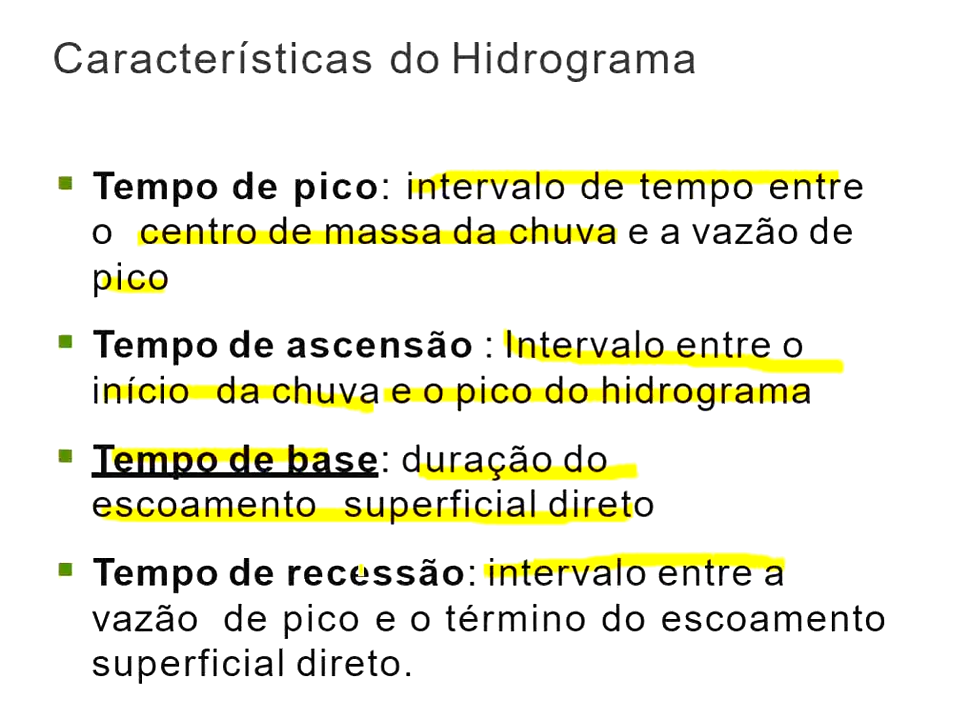 Características do Hidrograma
▪ Tempo de pico: intervalo de tempo entre
o centro de massa da chuva e a vazão de
pico
▪ Tempo de ascensão : Intervalo entre o
início da chuva e o pico do hidrograma
▪ Tempo de base: duração do
escoamento superficial direto
▪ Tempo de recessão: intervalo entre a
vazão de pico e o término do escoamento
superficial direto.